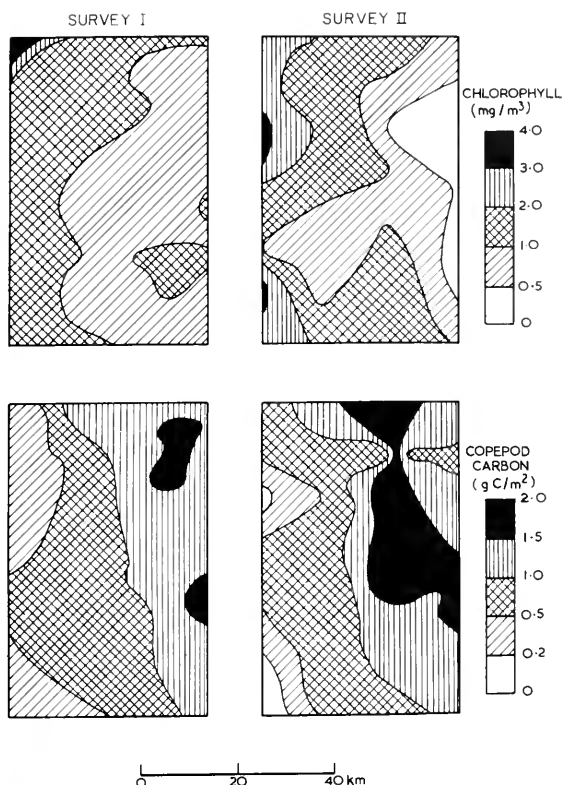 SURVEY I
SURVEY II
CHLOROPHYLL
(mg/m³)
4·0
3·0
2·0
1·0
0·5
0
COPEPOD
CARBON
(g C/m²)
2·0
1·5
1·0
0·5
0·2
0
0 20 40 km